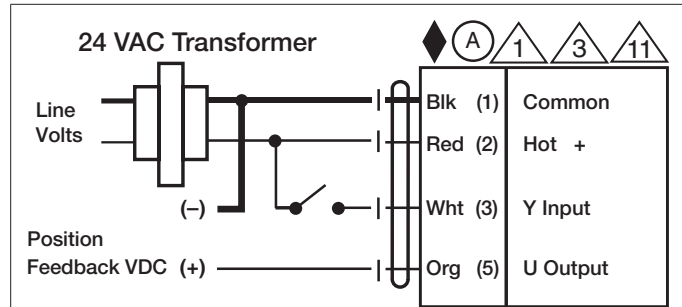 24 VAC Transformer
A 1 3 11
Line
Volts
Blk (1) Common
Red (2) Hot +
(–)
Wht (3) Y Input
Position
Feedback VDC (+)
Org (5) U Output